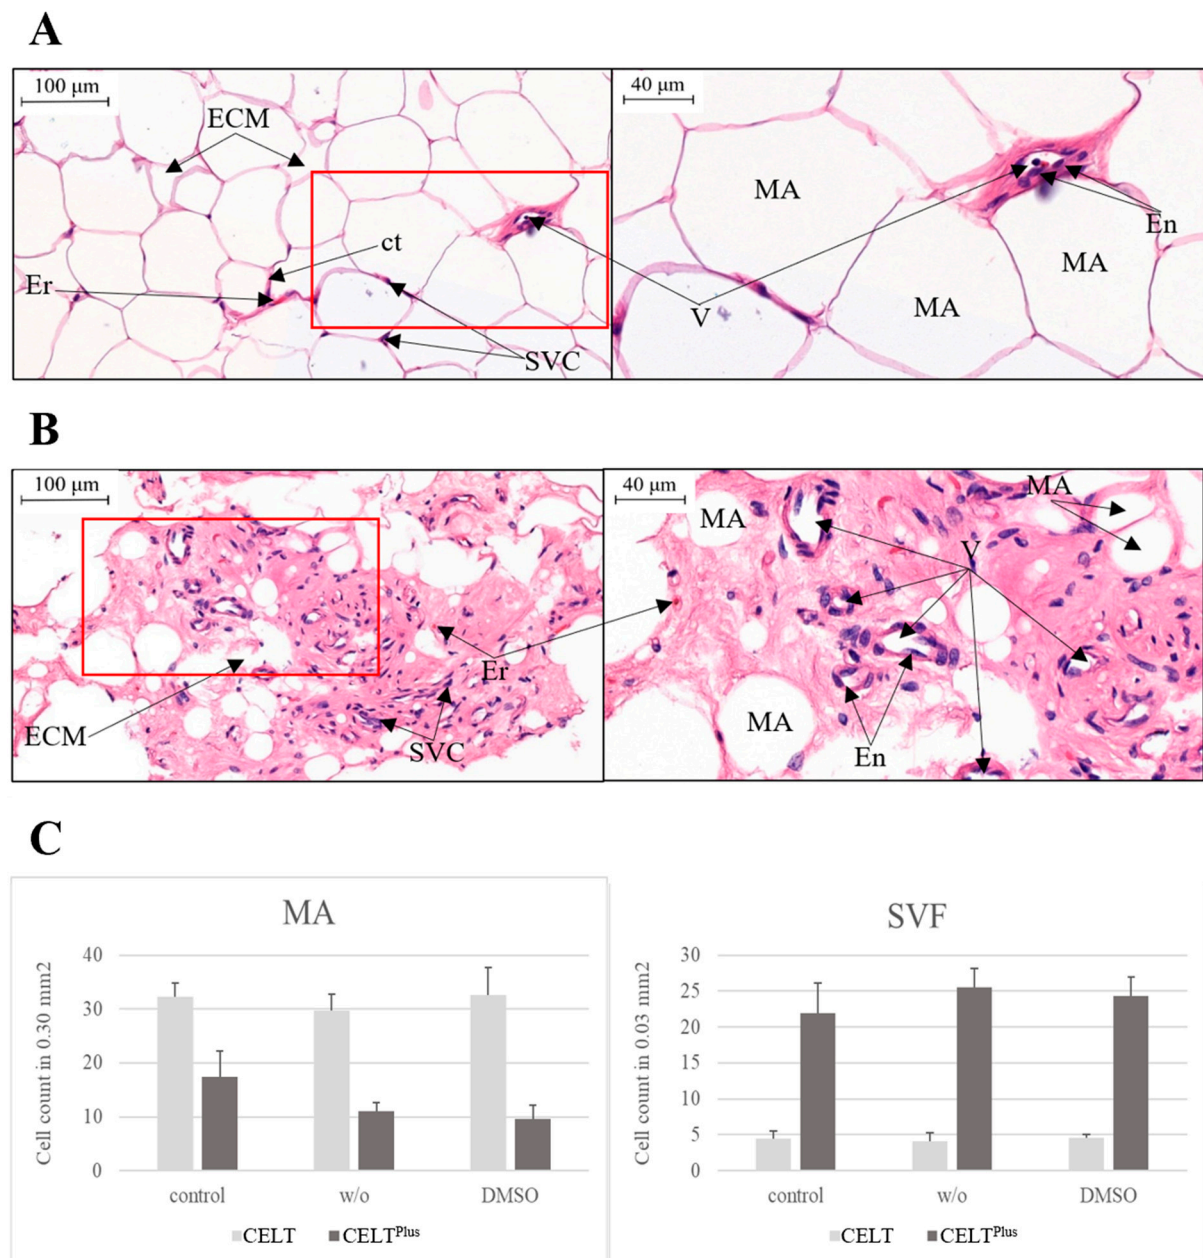 A
100 µm
ECM
ct
Er
SVC
40 µm
MA
En
MA
MA
V
B
100 µm
Er
ECM
SVC
40 µm
MA
MA
V
MA
En
C
MA
Cell count in 0.30 mm2
40
30
20
10
0
control w/o DMSO
CELT CELTPlus
SVF
Cell count in 0.03 mm2
30
25
20
15
10
5
0
control w/o DMSO
CELT CELTPlus